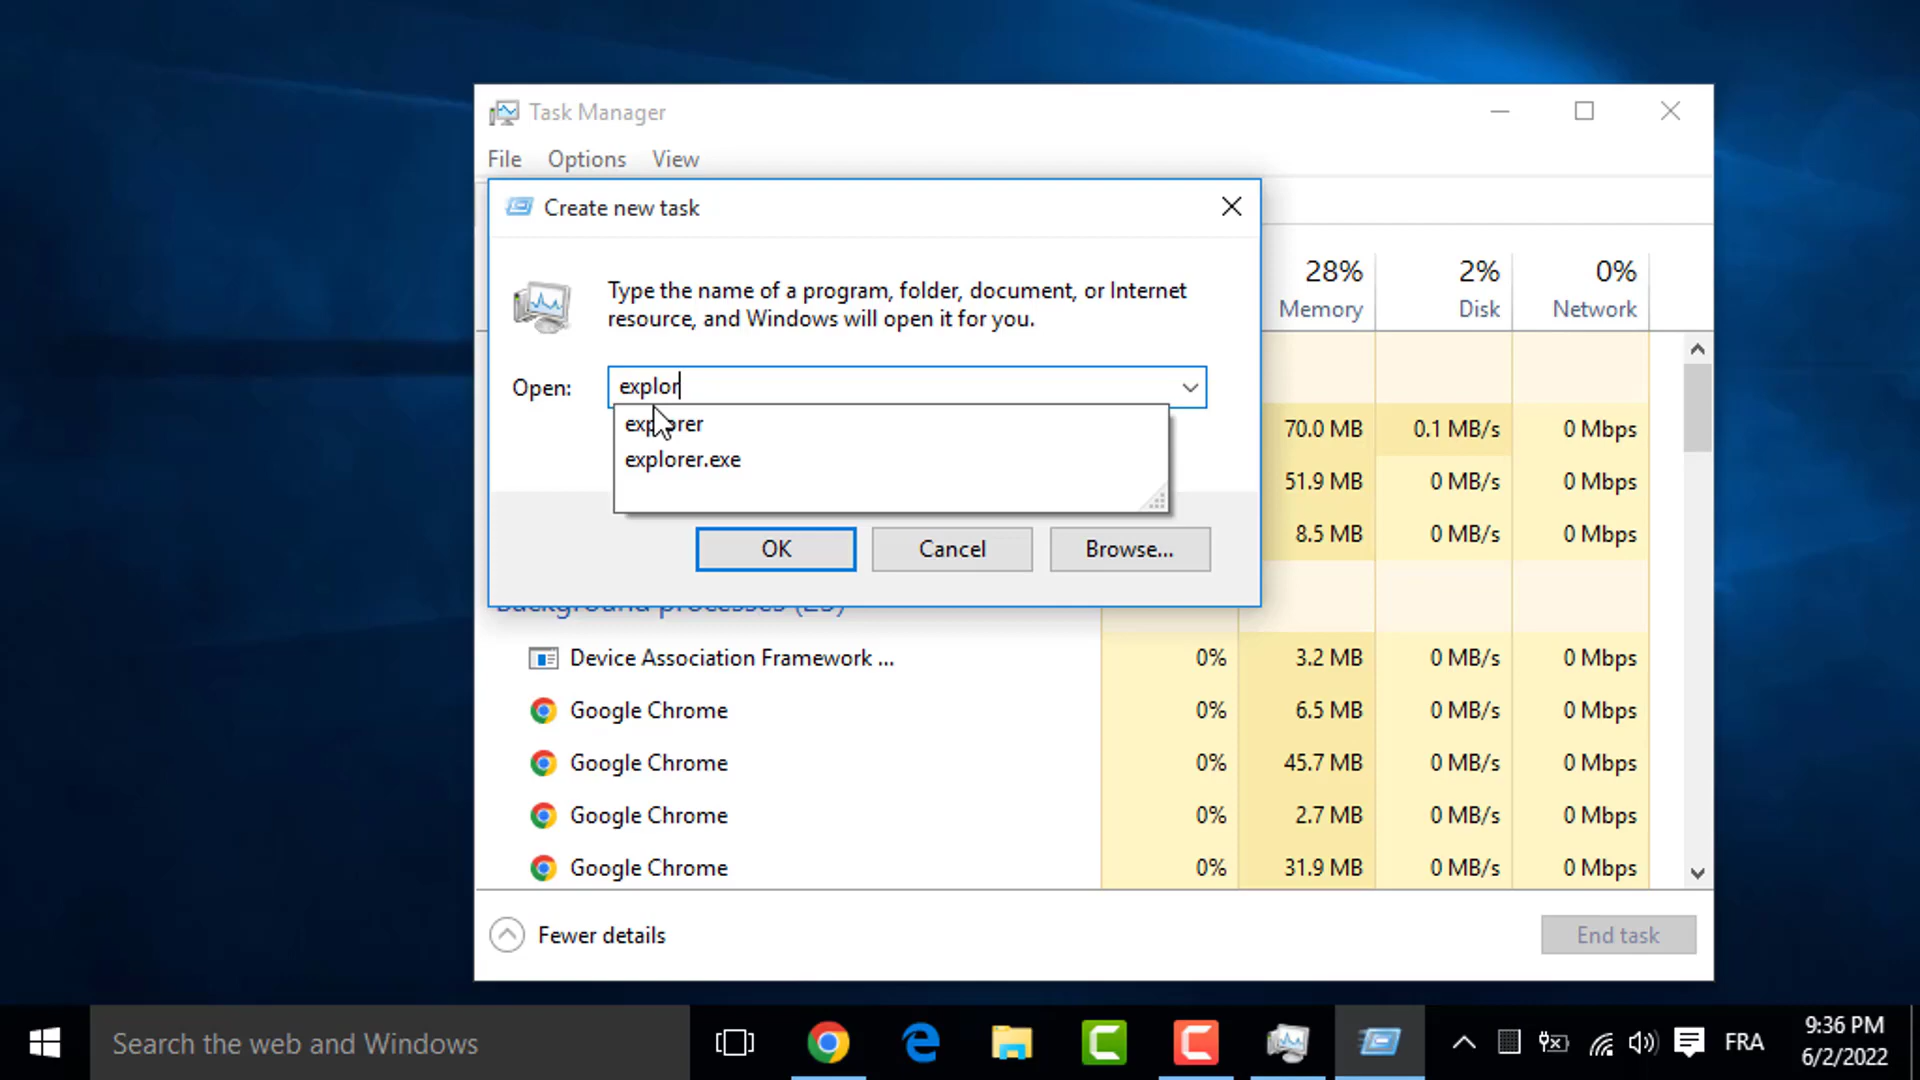 Task Manager
File Options View
Create new task
Type the name of a program, folder, document, or Internet
resource, and Windows will open it for you.
Open: explor
explorer
explorer.exe
OK Cancel Browse...
28% 2% 0%
Memory Disk Network
70.0 MB 0.1 MB/s 0 Mbps
51.9 MB 0 MB/s 0 Mbps
8.5 MB 0 MB/s 0 Mbps
Background processes
Device Association Framework ... 0% 3.2 MB 0 MB/s 0 Mbps
Google Chrome 0% 6.5 MB 0 MB/s 0 Mbps
Google Chrome 0% 45.7 MB 0 MB/s 0 Mbps
Google Chrome 0% 2.7 MB 0 MB/s 0 Mbps
Google Chrome 0% 31.9 MB 0 MB/s 0 Mbps
Fewer details
End task
Search the web and Windows
FRA
9:36 PM
6/2/2022